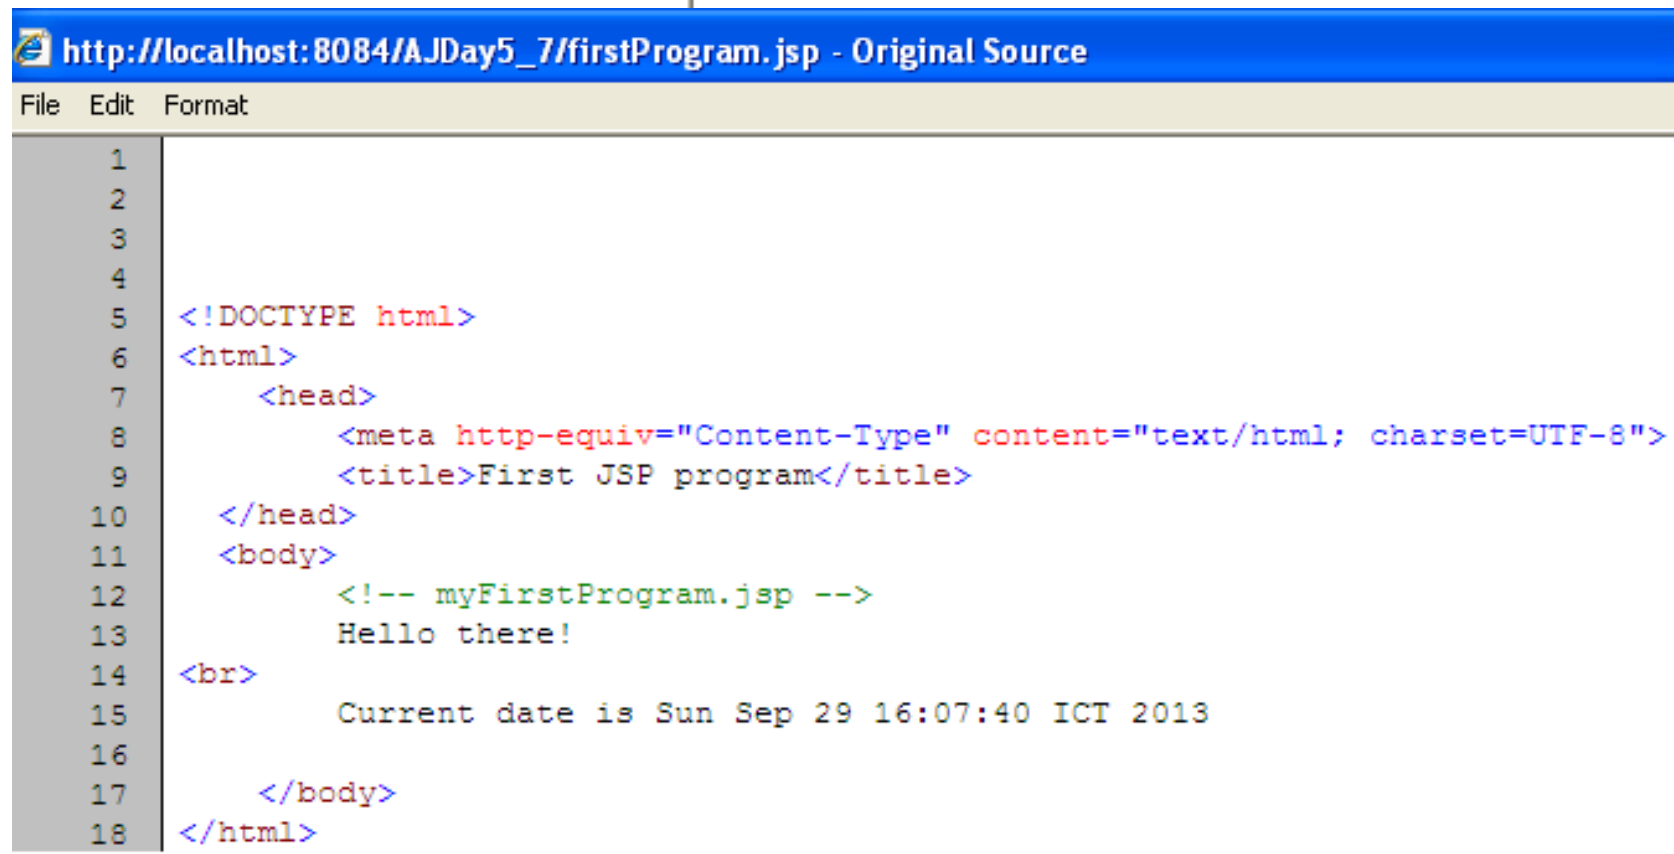 http://localhost:8084/AJDay5_7/firstProgram.jsp - Original Source
File Edit Format
1
2
3
4
5 <!DOCTYPE html>
6 <html>
7 <head>
8 <meta http-equiv="Content-Type" content="text/html; charset=UTF-8">
9 <title>First JSP program</title>
10 </head>
11 <body>
12 <!-- myFirstProgram.jsp -->
13 Hello there!
14 <br>
15 Current date is Sun Sep 29 16:07:40 ICT 2013
16
17 </body>
18 </html>